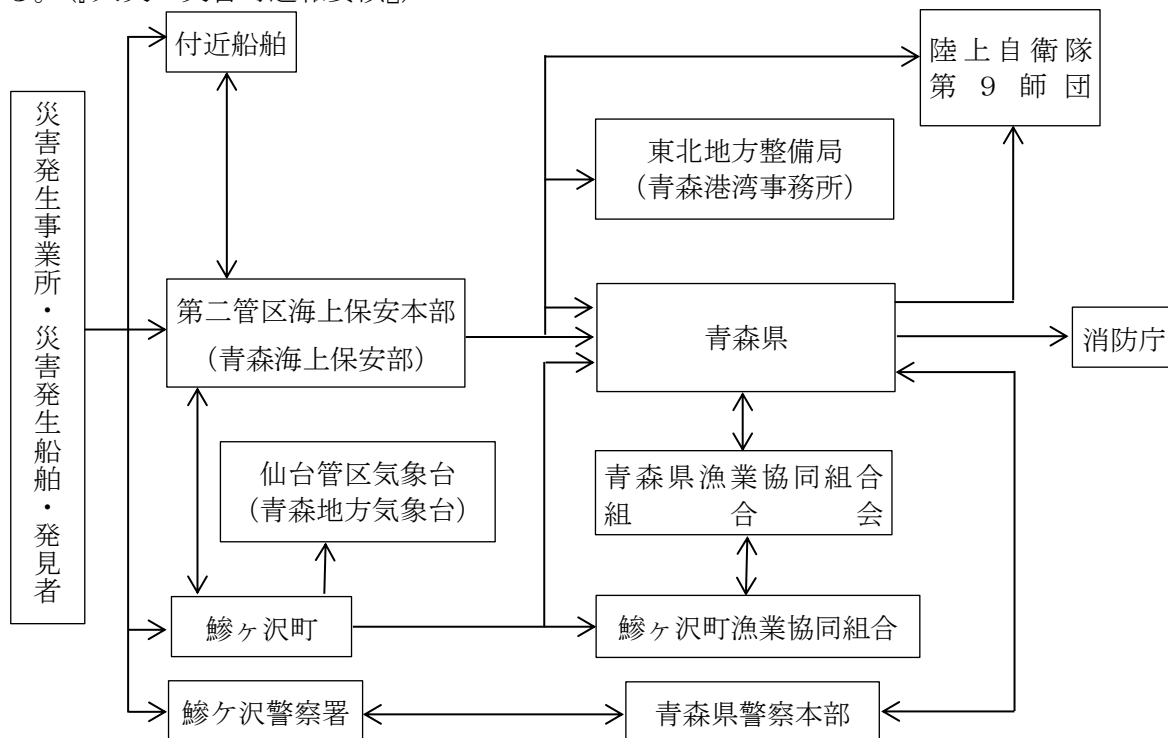 付近船舶
陸上自衛隊
第9師団
災害発生事業所・災害発生船舶・発見者
東北地方整備局
（青森港湾事務所）
第二管区海上保安本部
（青森海上保安部）
青森県
消防庁
仙台管区気象台
（青森地方気象台）
青森県漁業協同組合
組合会
鰺ヶ沢町
鰺ヶ沢町漁業協同組合
鰺ケ沢警察署
青森県警察本部